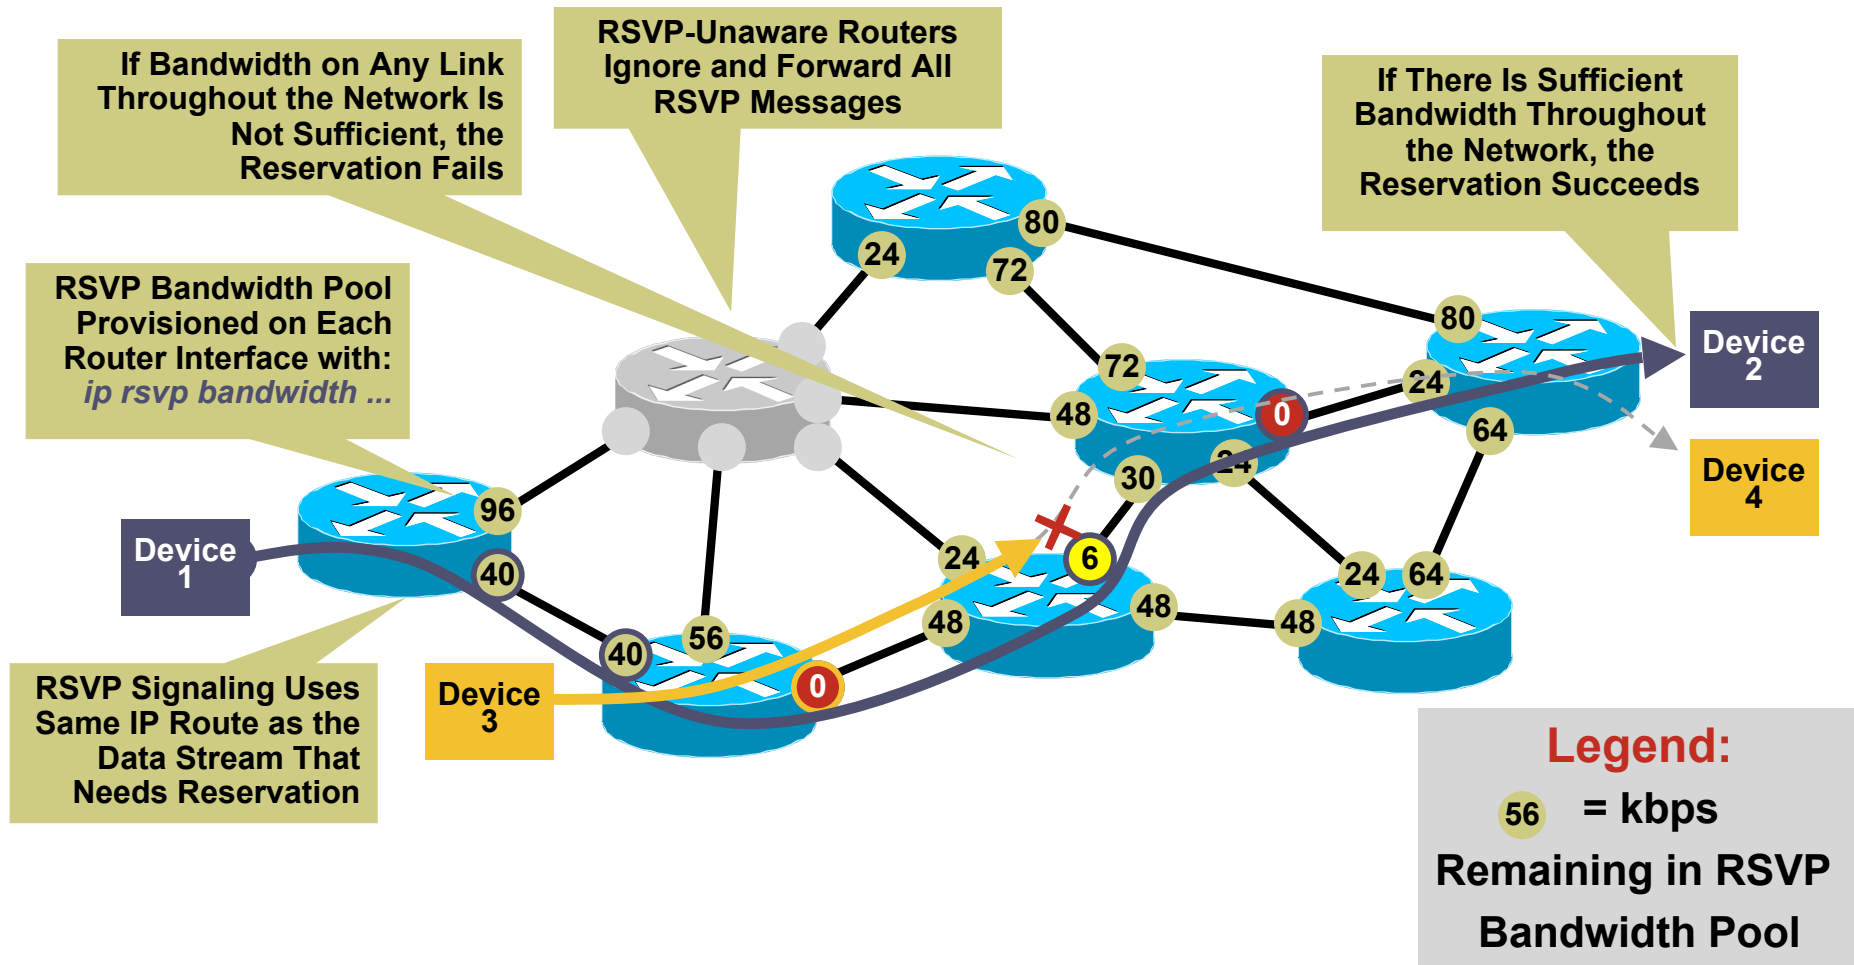 If Bandwidth on Any Link
Throughout the Network Is
Not Sufficient, the
Reservation Fails
RSVP-Unaware Routers
Ignore and Forward All
RSVP Messages
If There Is Sufficient
Bandwidth Throughout
the Network, the
Reservation Succeeds
RSVP Bandwidth Pool
Provisioned on Each
Router Interface with:
ip rsvp bandwidth ...
80
24
72
80
72
48
0
24
64
30
24
96
40
40
56
0
24
48
6
48
48
24
64
Device
1
Device
2
Device
3
Device
4
RSVP Signaling Uses
Same IP Route as the
Data Stream That
Needs Reservation
Legend:
56 = kbps
Remaining in RSVP
Bandwidth Pool